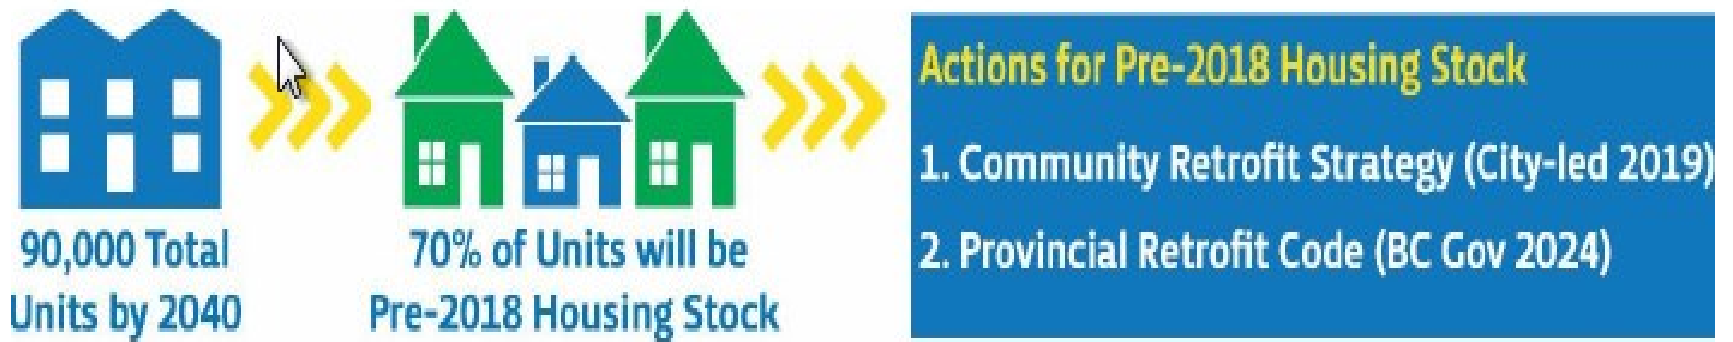 90,000 Total
Units by 2040
70% of Units will be
Pre-2018 Housing Stock
Actions for Pre-2018 Housing Stock
1. Community Retrofit Strategy (City-led 2019)
2. Provincial Retrofit Code (BC Gov 2024)